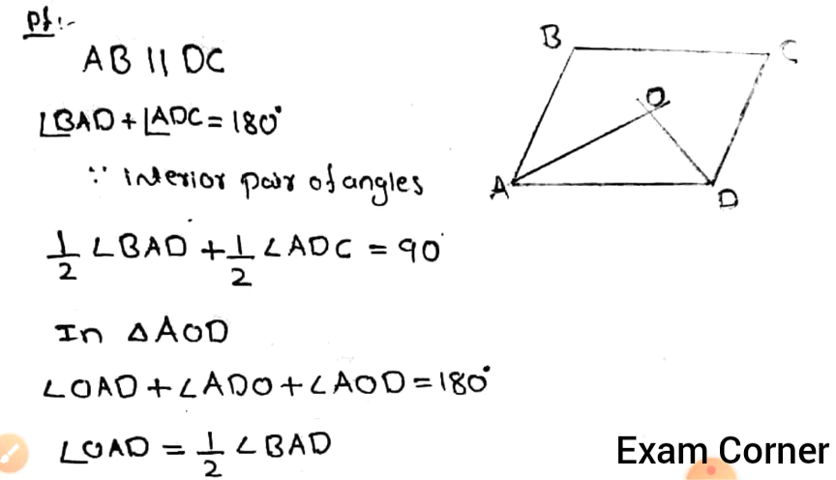 Pf:-
AB || DC
∠BAD + ∠ADC = 180°
∵ interior pair of angles
1/2 ∠BAD + 1/2 ∠ADC = 90°
In △AOD
∠OAD + ∠ADO + ∠AOD = 180°
∠OAD = 1/2 ∠BAD
B
C
O
A
D
Exam Corner